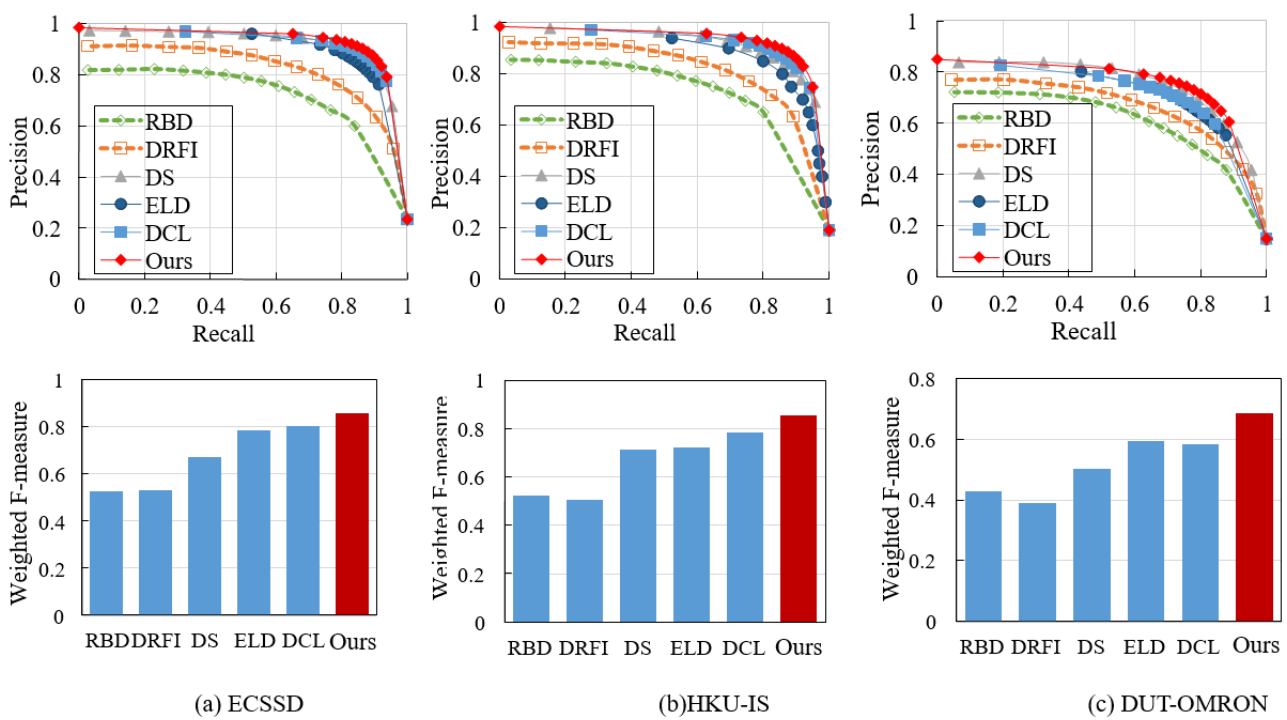 1
0.8
0.6
0.4
0.2
0
Precision
RBD
DRFI
DS
ELD
DCL
Ours
0 0.2 0.4 0.6 0.8 1
Recall
1
0.8
0.6
0.4
0.2
0
Precision
RBD
DRFI
DS
ELD
DCL
Ours
0 0.2 0.4 0.6 0.8 1
Recall
1
0.8
0.6
0.4
0.2
0
Precision
RBD
DRFI
DS
ELD
DCL
Ours
0 0.2 0.4 0.6 0.8 1
Recall
1
0.8
0.6
0.4
0.2
0
Weighted F-measure
RBD DRFI DS ELD DCL Ours
1
0.8
0.6
0.4
0.2
0
Weighted F-measure
RBD DRFI DS ELD DCL Ours
0.8
0.6
0.4
0.2
0
Weighted F-measure
RBD DRFI DS ELD DCL Ours
(a) ECSSD
(b)HKU-IS
(c) DUT-OMRON